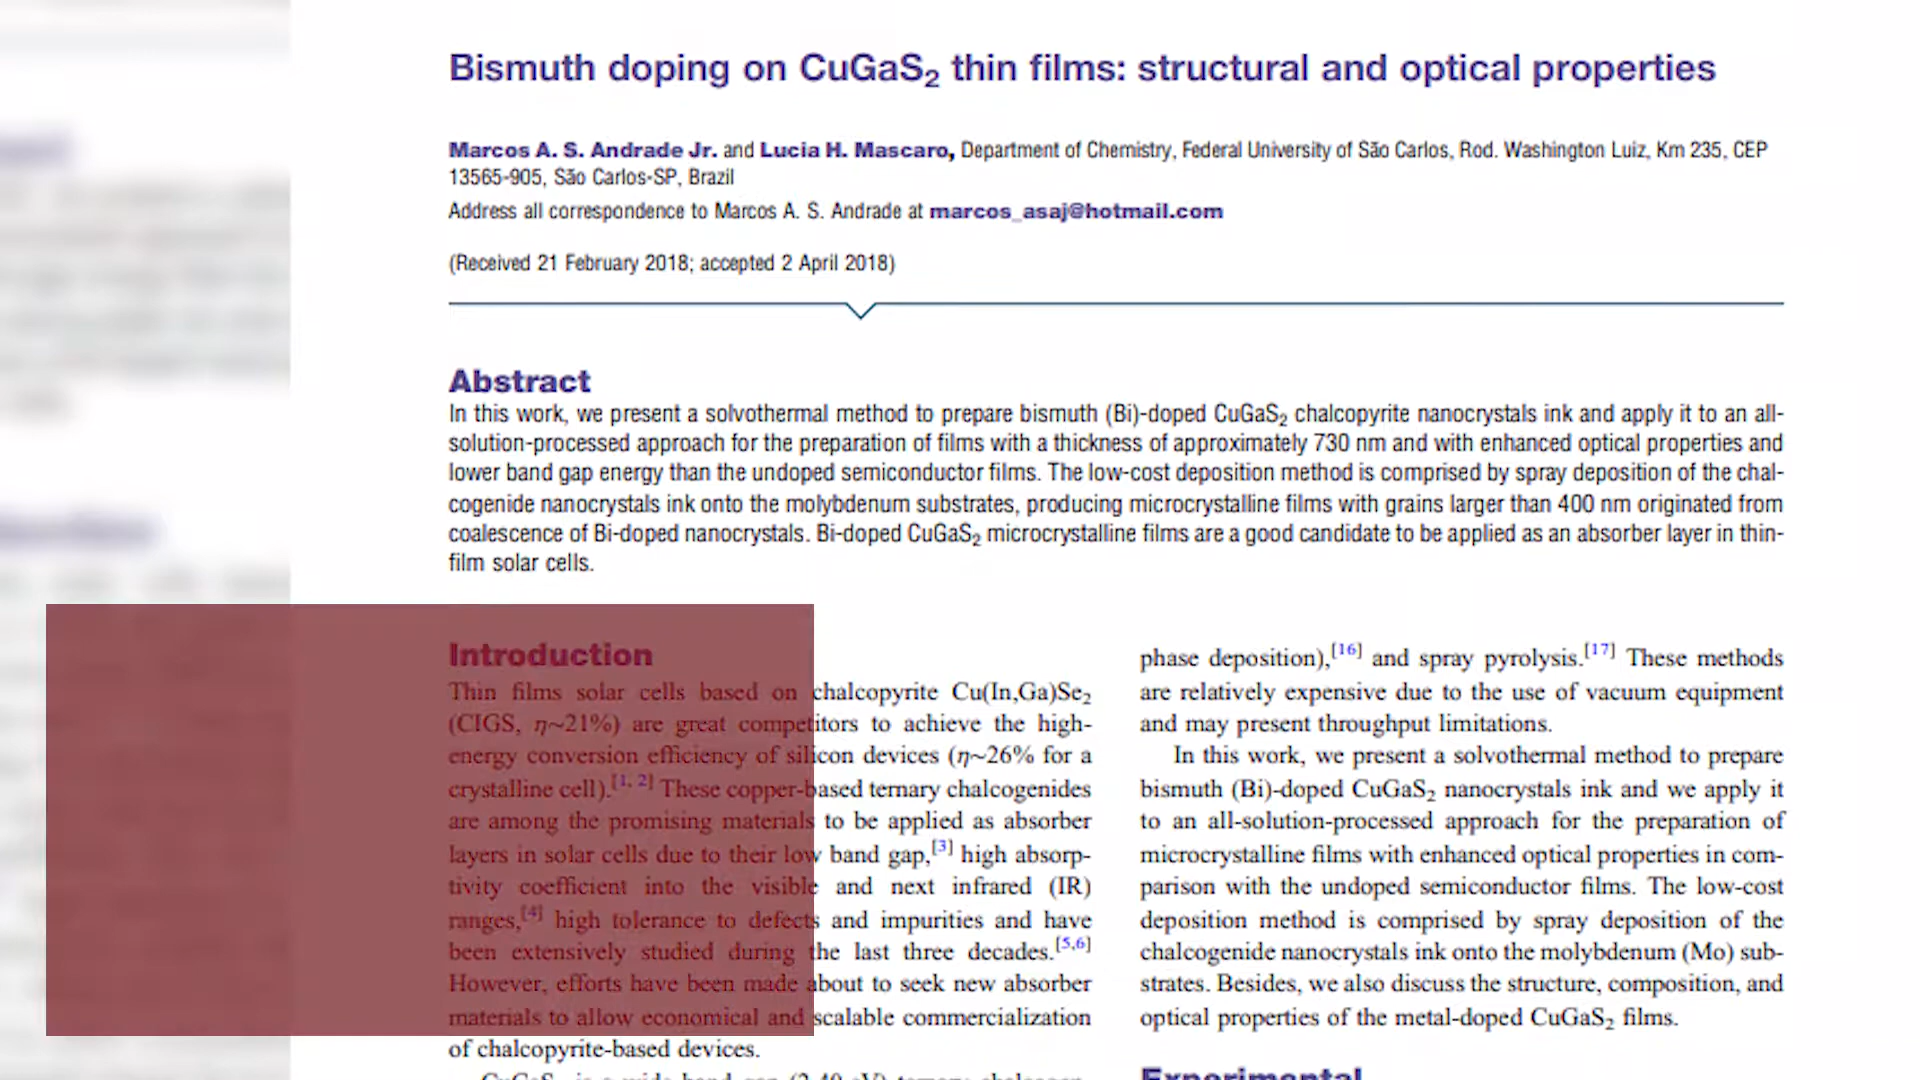 Bismuth doping on CuGaS₂ thin films: structural and optical properties
Marcos A. S. Andrade Jr. and Lucia H. Mascaro, Department of Chemistry, Federal University of São Carlos, Rod. Washington Luiz, Km 235, CEP
13565-905, São Carlos-SP, Brazil
Address all correspondence to Marcos A. S. Andrade at marcos_asaj@hotmail.com
(Received 21 February 2018; accepted 2 April 2018)
Abstract
In this work, we present a solvothermal method to prepare bismuth (Bi)-doped CuGaS₂ chalcopyrite nanocrystals ink and apply it to an all-
solution-processed approach for the preparation of films with a thickness of approximately 730 nm and with enhanced optical properties and
lower band gap energy than the undoped semiconductor films. The low-cost deposition method is comprised by spray deposition of the chal-
cogenide nanocrystals ink onto the molybdenum substrates, producing microcrystalline films with grains larger than 400 nm originated from
coalescence of Bi-doped nanocrystals. Bi-doped CuGaS₂ microcrystalline films are a good candidate to be applied as an absorber layer in thin-
film solar cells.
Introduction
Thin films solar cells based on chalcopyrite Cu(In,Ga)Se₂
(CIGS, η~21%) are great competitors to achieve the high-
energy conversion efficiency of silicon devices (η~26% for a
crystalline cell).[1, 2] These copper-based ternary chalcogenides
are among the promising materials to be applied as absorber
layers in solar cells due to their low band gap,[3] high absorp-
tivity coefficient into the visible and next infrared (IR)
ranges,[4] high tolerance to defects and impurities and have
been extensively studied during the last three decades.[5,6]
However, efforts have been made about to seek new absorber
materials to allow economical and scalable commercialization
of chalcopyrite-based devices.
phase deposition),[16] and spray pyrolysis.[17] These methods
are relatively expensive due to the use of vacuum equipment
and may present throughput limitations.
In this work, we present a solvothermal method to prepare
bismuth (Bi)-doped CuGaS₂ nanocrystals ink and we apply it
to an all-solution-processed approach for the preparation of
microcrystalline films with enhanced optical properties in com-
parison with the undoped semiconductor films. The low-cost
deposition method is comprised by spray deposition of the
chalcogenide nanocrystals ink onto the molybdenum (Mo) sub-
strates. Besides, we also discuss the structure, composition, and
optical properties of the metal-doped CuGaS₂ films.
Experimental